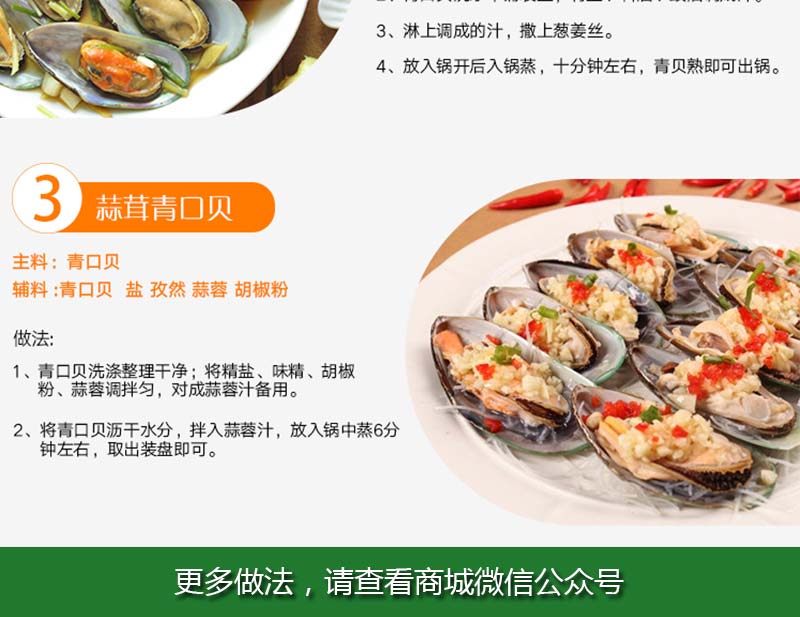 3、淋上调成的汁，撒上葱姜丝。
4、放入锅开后入锅蒸，十分钟左右，青贝熟即可出锅。
3 蒜茸青口贝
主料：青口贝
辅料:青口贝 盐 孜然 蒜蓉 胡椒粉
做法:
1、青口贝洗涤整理干净；将精盐、味精、胡椒
粉、蒜蓉调拌匀，对成蒜蓉汁备用。
2、将青口贝沥干水分，拌入蒜蓉汁，放入锅中蒸6分
钟左右，取出装盘即可。
更多做法，请查看商城微信公众号